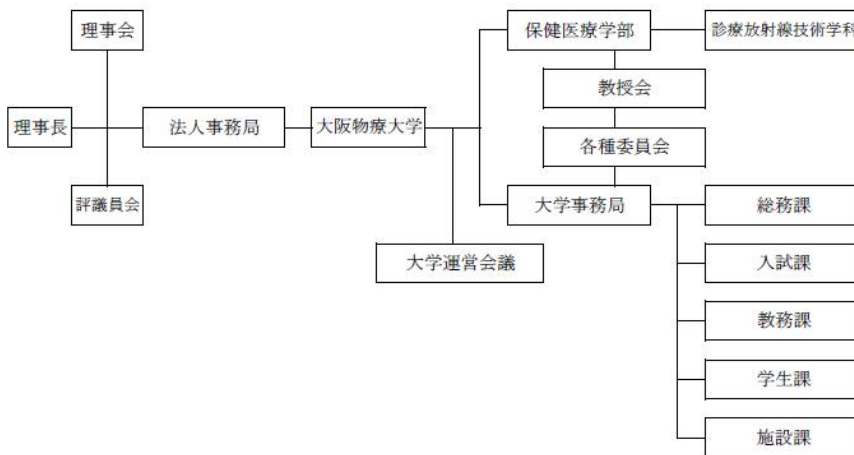 理事会
理事長
評議員会
法人事務局
大阪物療大学
大学運営会議
保健医療学部
診療放射線技術学科
教授会
各種委員会
大学事務局
総務課
入試課
教務課
学生課
施設課